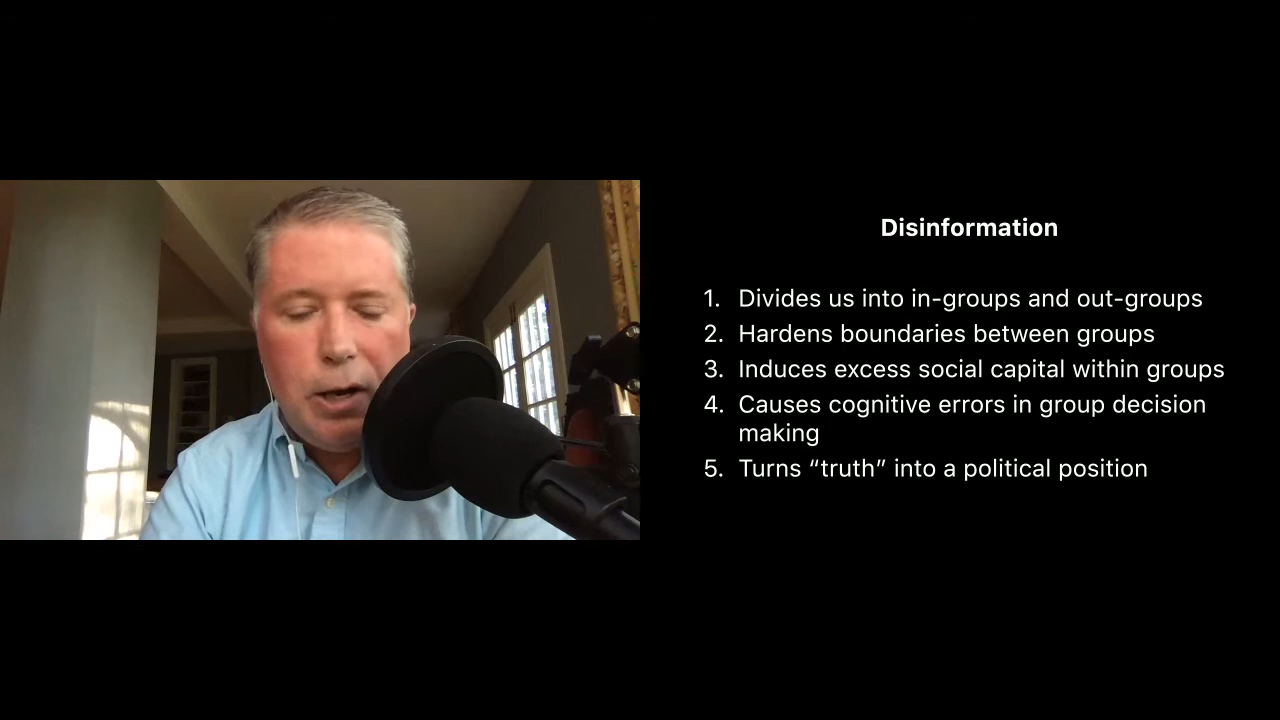 Disinformation
1. Divides us into in-groups and out-groups
2. Hardens boundaries between groups
3. Induces excess social capital within groups
4. Causes cognitive errors in group decision
making
5. Turns “truth” into a political position